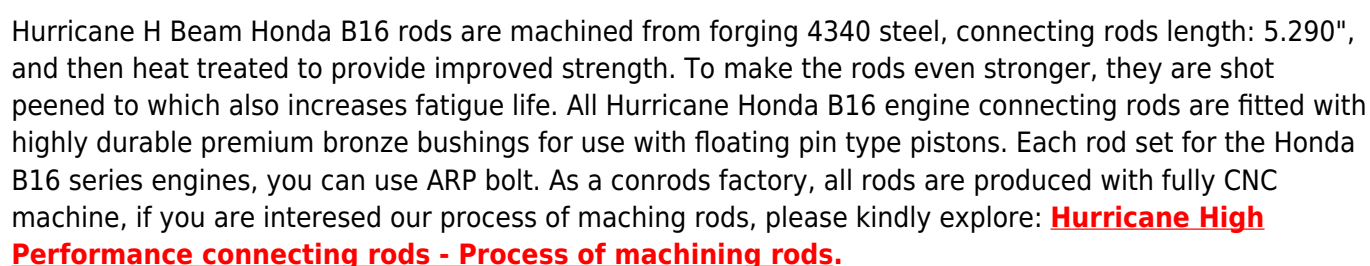 Hurricane H Beam Honda B16 rods are machined from forging 4340 steel, connecting rods length: 5.290",
and then heat treated to provide improved strength. To make the rods even stronger, they are shot
peened to which also increases fatigue life. All Hurricane Honda B16 engine connecting rods are fitted with
highly durable premium bronze bushings for use with floating pin type pistons. Each rod set for the Honda
B16 series engines, you can use ARP bolt. As a conrods factory, all rods are produced with fully CNC
machine, if you are interesed our process of maching rods, please kindly explore: Hurricane High
Performance connecting rods - Process of machining rods.